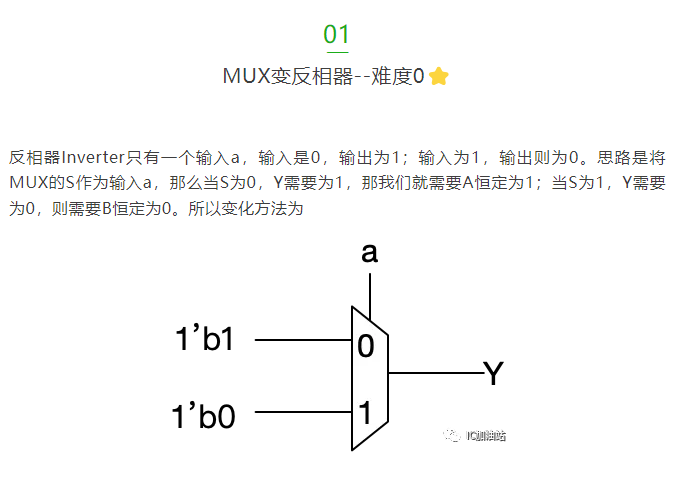 01
MUX变反相器--难度0
反相器Inverter只有一个输入a，输入是0，输出为1；输入为1，输出则为0。思路是将
MUX的S作为输入a，那么当S为0，Y需要为1，那我们就需要A恒定为1；当S为1，Y需要
为0，则需要B恒定为0。所以变化方法为
a
1’b1
0
Y
1’b0
1
IC加油站